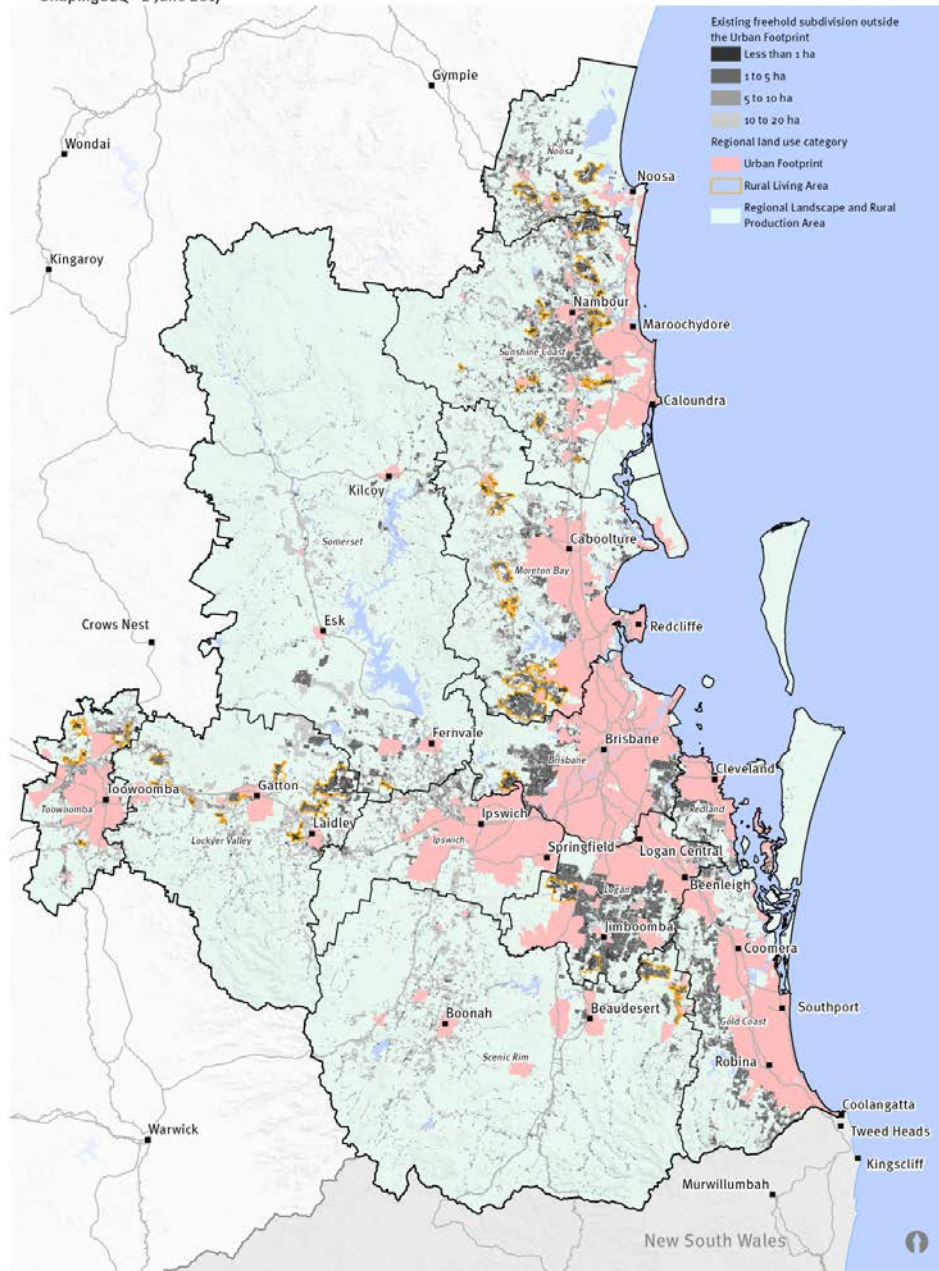 ShapingSEQ
2 June 2017
Existing freehold subdivision outside
the Urban Footprint
Less than 1 ha
1 to 5 ha
5 to 10 ha
10 to 20 ha
Regional land use category
Urban Footprint
Rural Living Area
Regional Landscape and Rural
Production Area
Gympie
Wondai
Noosa
Noosa
Kingaroy
Nambour
Maroochydore
Sunshine Coast
Caloundra
Kilcoy
Somerset
Caboolture
Moreton Bay
Crows Nest
Esk
Redcliffe
Fernvale
Brisbane
Brisbane
Cleveland
Toowoomba
Gatton
Redland
Toowoomba
Ipswich
Laidley
Lockyer Valley
Ipswich
Springfield
Logan Central
Beenleigh
Logan
Jimboomba
Coomera
Boonah
Beaudesert
Southport
Gold Coast
Scenic Rim
Robina
Coolangatta
Tweed Heads
Warwick
Kingscliff
Murwillumbah
New South Wales